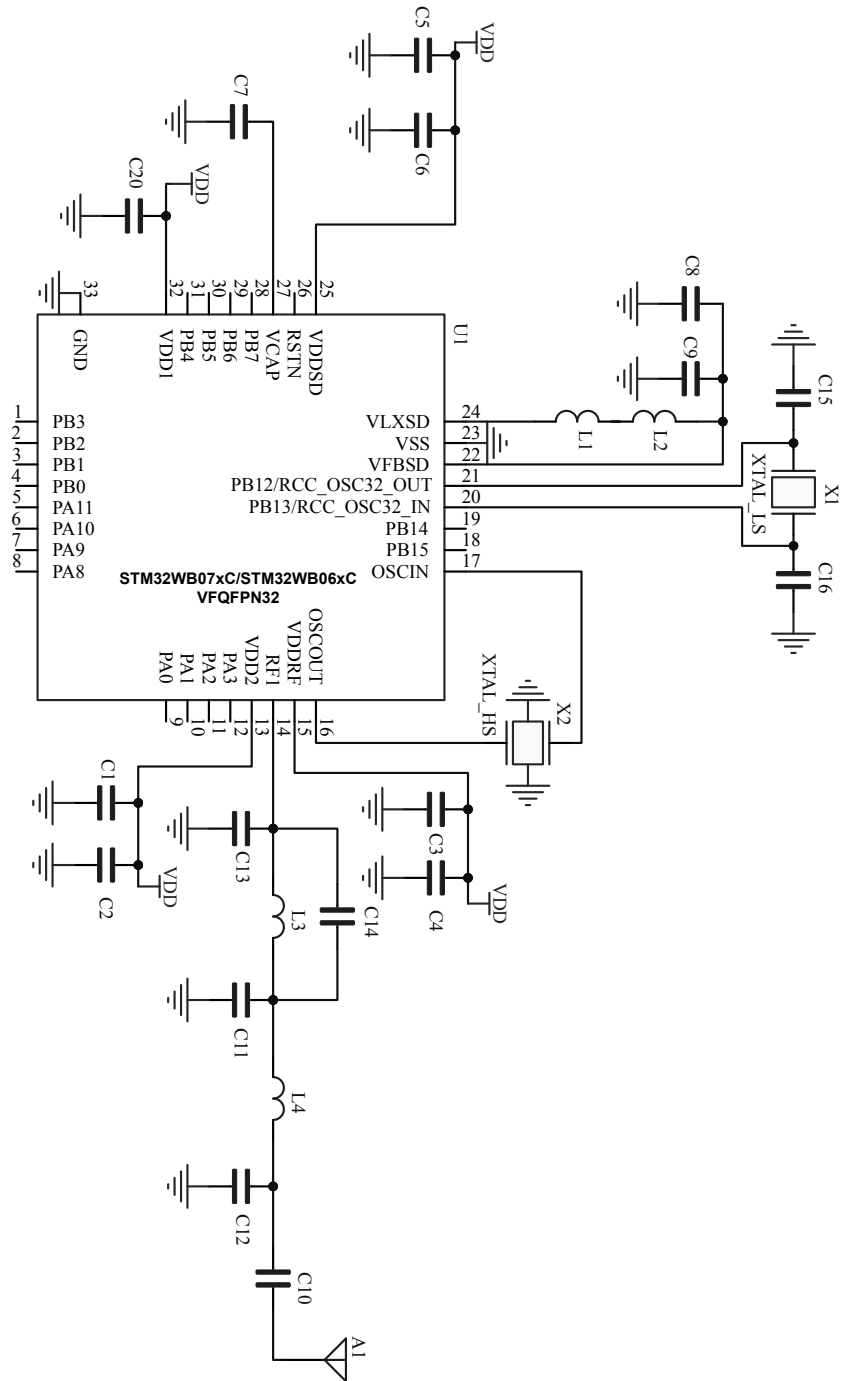 C5
VDD
C6
C7
VDD
C20
33
32
31
30
29
28
27
26
25
GND
VDD1
PB4
PB5
PB6
PB7
VCAP
RSTN
VDDSD
U1
C8
C9
C15
L1
L2
X1
XTAL_LS
C16
1 PB3
2 PB2
3 PB1
4 PB0
5 PA11
6 PA10
7 PA9
8 PA8
VLXSD 24
VSS 23
VFBSD 22
PB12/RCC_OSC32_OUT 21
PB13/RCC_OSC32_IN 20
PB14 19
PB15 18
OSCIN 17
STM32WB07xC/STM32WB06xC
VFQFPN32
PA0
PA1
PA2
PA3
VDD2
RF1
VDDRF
OSCOUT
9
10
11
12
13
14
15
16
XTAL_HS
X2
C1
C2
VDD
C13
L3
C14
C3
C4
VDD
C11
L4
C12
C10
A1